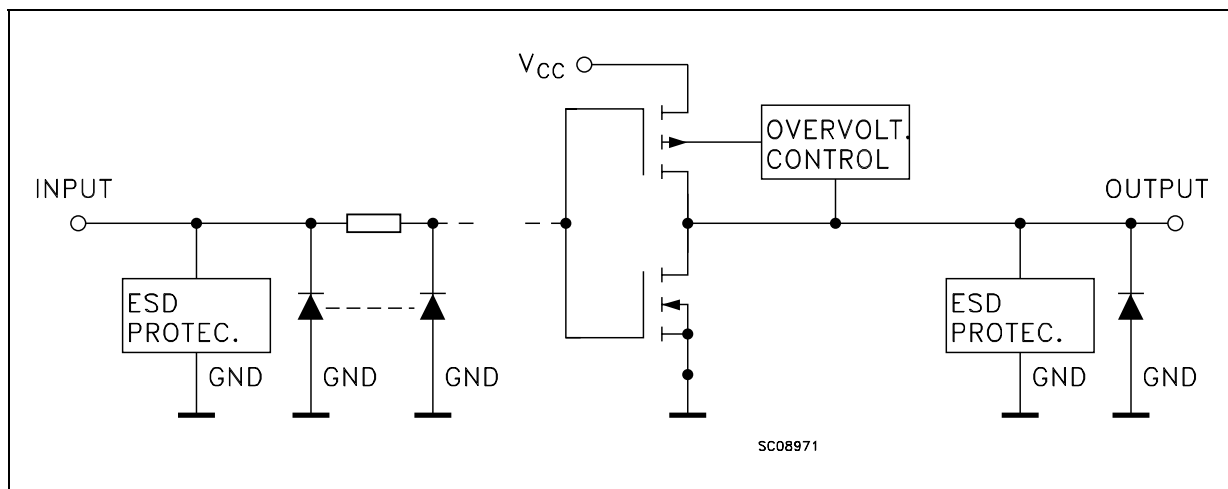 VCC
OVERVOLT.
CONTROL
INPUT
OUTPUT
ESD
PROTEC.
ESD
PROTEC.
GND
GND
GND
GND
GND
SC08971